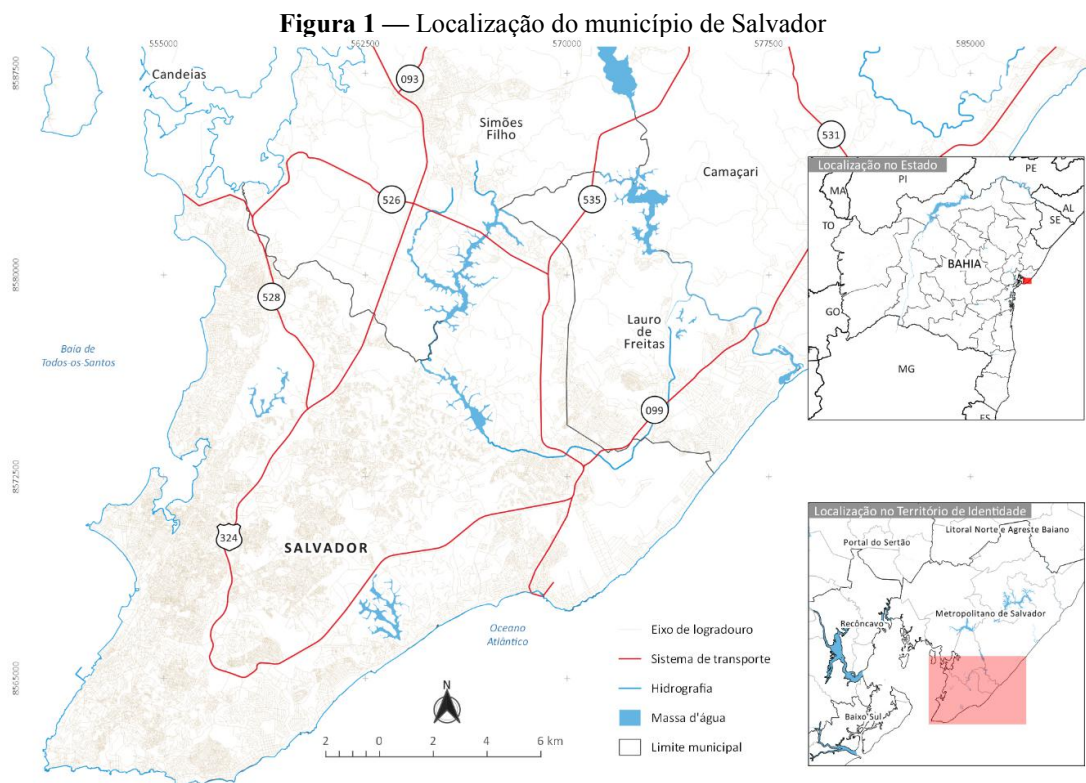 Figura 1 — Localização do município de Salvador
555000
562500
570000
577500
585000
8587500
8580000
8572500
8565000
Candeias
093
Simões
Filho
531
Camaçari
526
535
528
Baía de
Todos os Santos
Lauro
de
Freitas
099
324
SALVADOR
Oceano
Atlântico
N
2 0 2 4 6 km
Eixo de logradouro
Sistema de transporte
Hidrografia
Massa d'água
Limite municipal
Localização no Estado
PI
PE
MA
AL
SE
TO
BAHIA
GO
MG
ES
Localização no Território de Identidade
Litoral Norte e Agreste Baiano
Portal do Sertão
Metropolitano de Salvador
Recôncavo
Baixo Sul